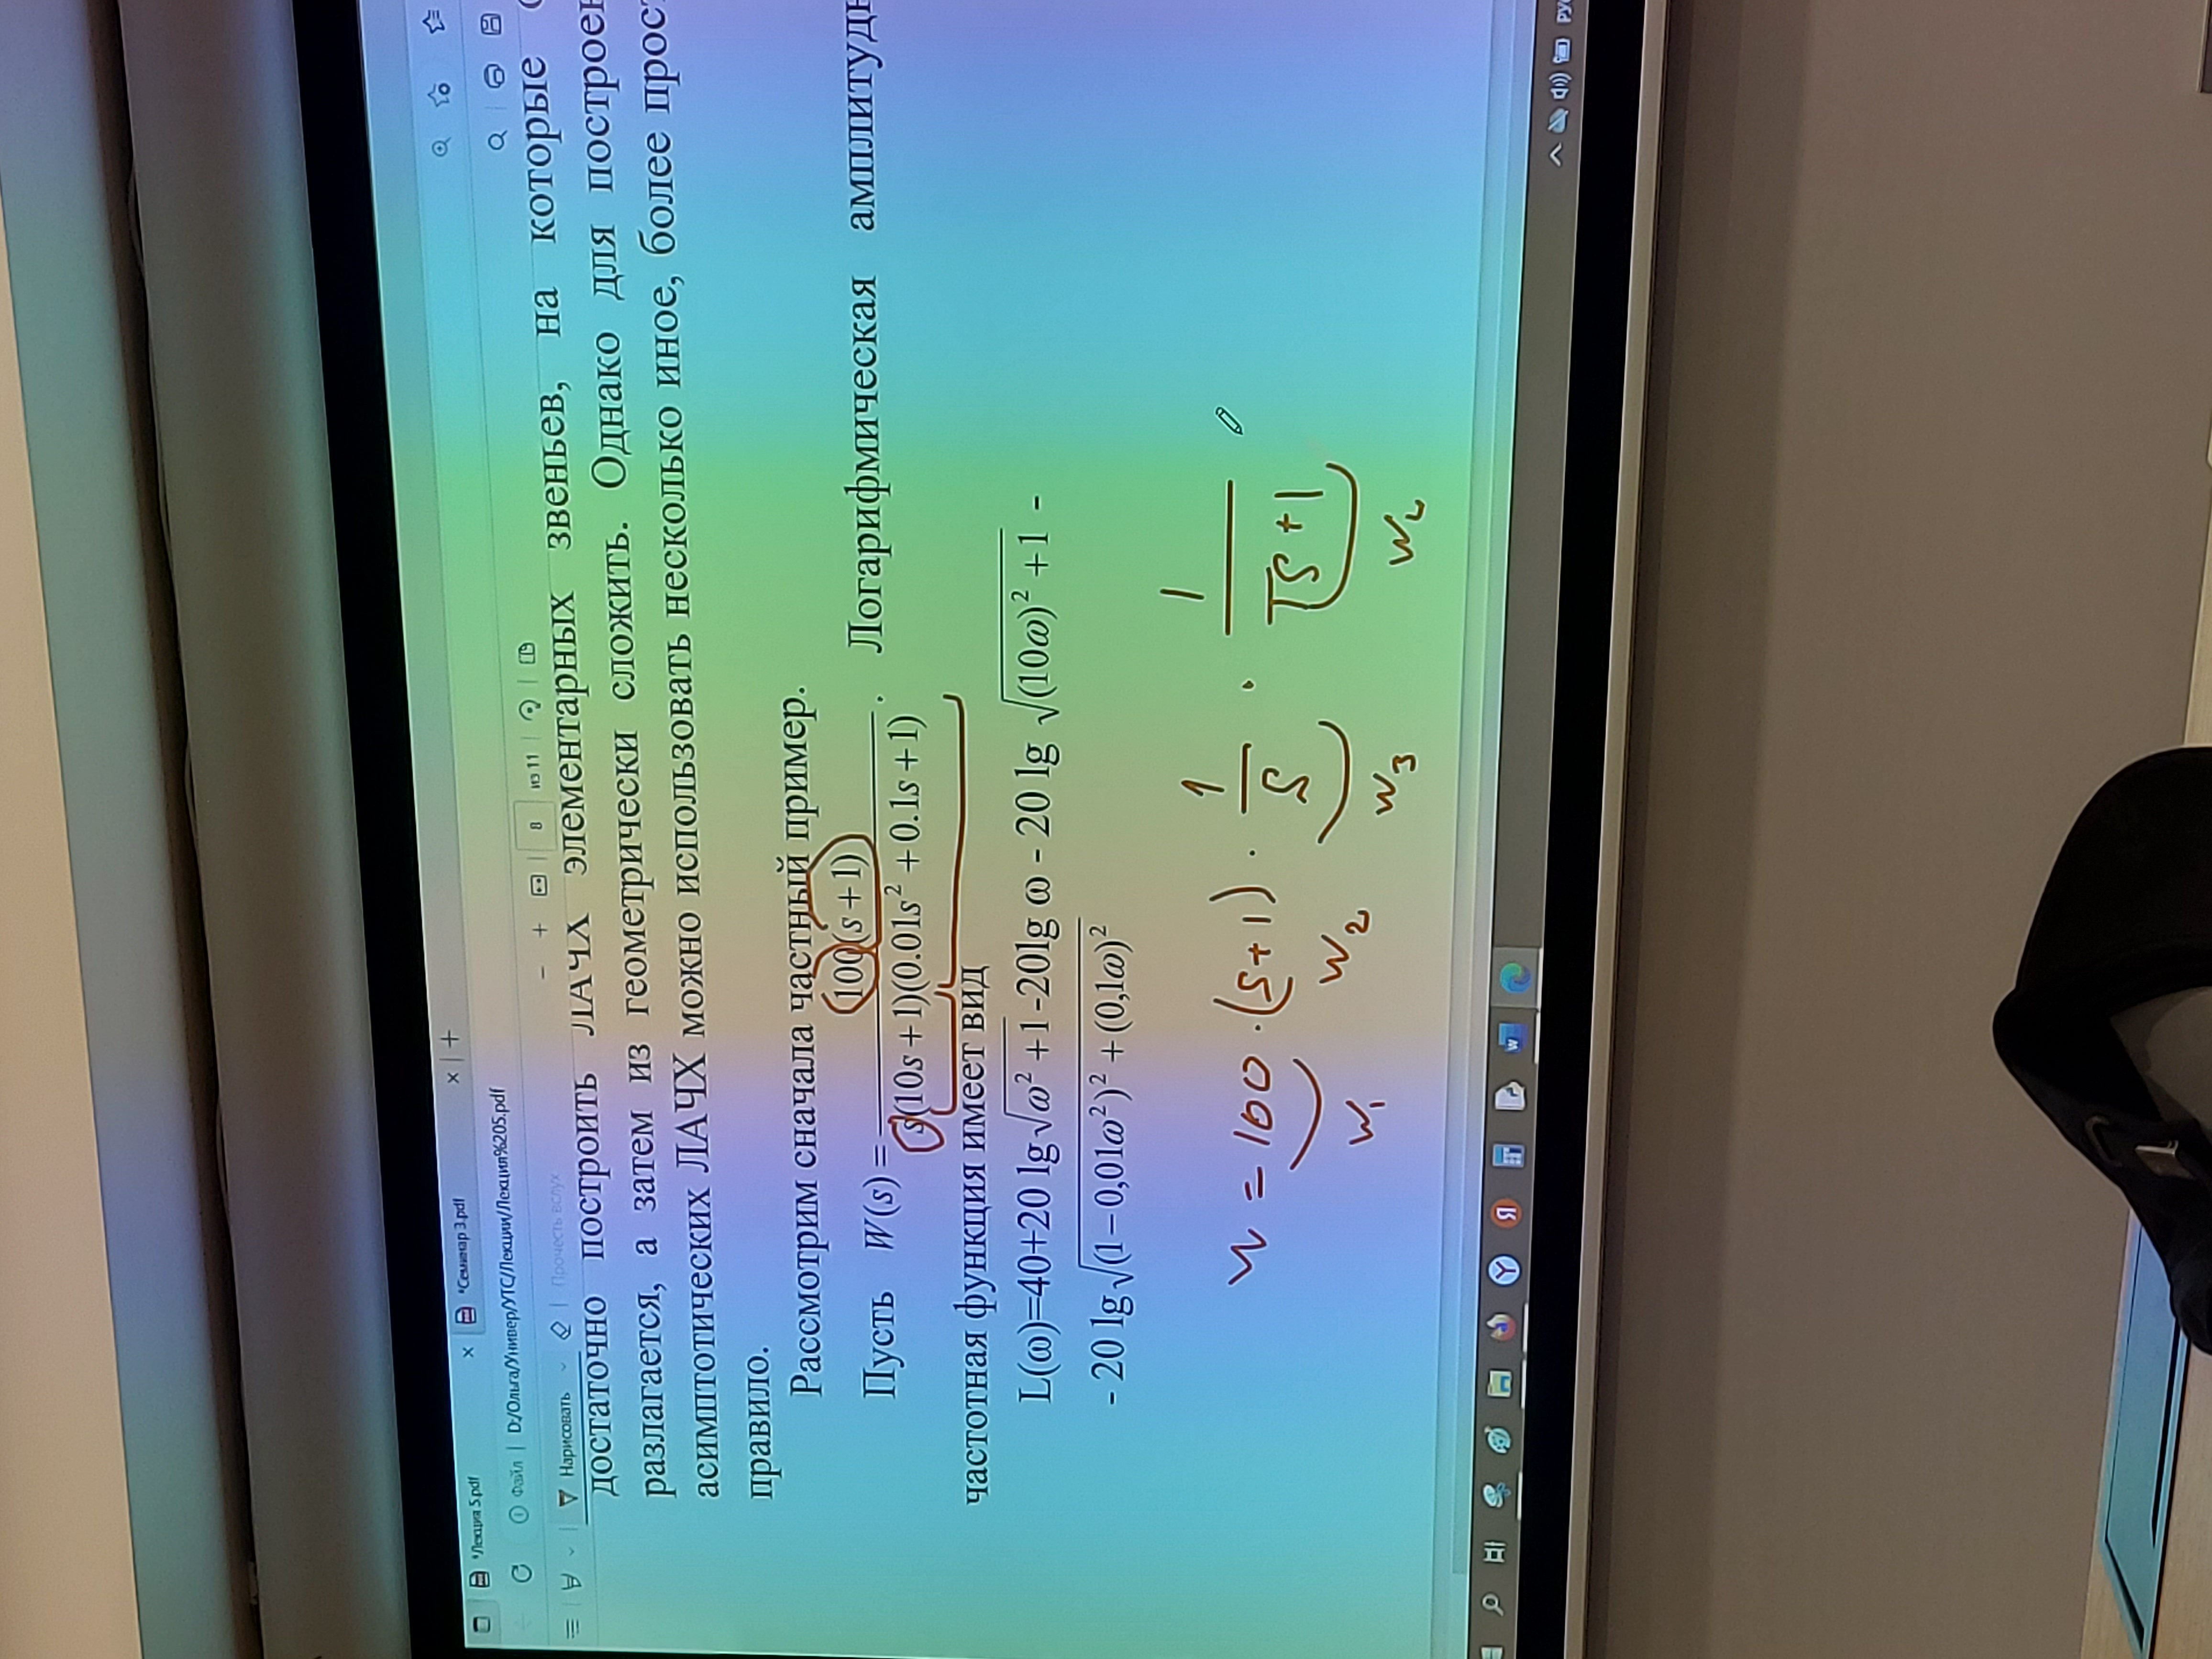 *Лекция 5.pdf
*Семинар 3.pdf
Файл | D:/Ольга/Универ/УТС/Лекции/Лекция%205.pdf
Нарисовать
Прочесть вслух
8 из 11
достаточно построить ЛАЧХ элементарных звеньев, на которые
разлагается, а затем из геометрически сложить. Однако для построен
асимптотических ЛАЧХ можно использовать несколько иное, более прост
правило.
Рассмотрим сначала частный пример.
Пусть W(s) = 100(s+1) / s(10s+1)(0.01s² + 0.1s + 1) . Логарифмическая амплитудн
частотная функция имеет вид
L(ω)=40+20 lg√(ω² +1) -20lg ω - 20 lg √((10ω)² +1) -
- 20 lg√((1−0,01ω²)² + (0,1ω)²)
W = 100 · (s+1) · 1/s · 1/(Ts+1)
W₁ W₂ W₃ W₄